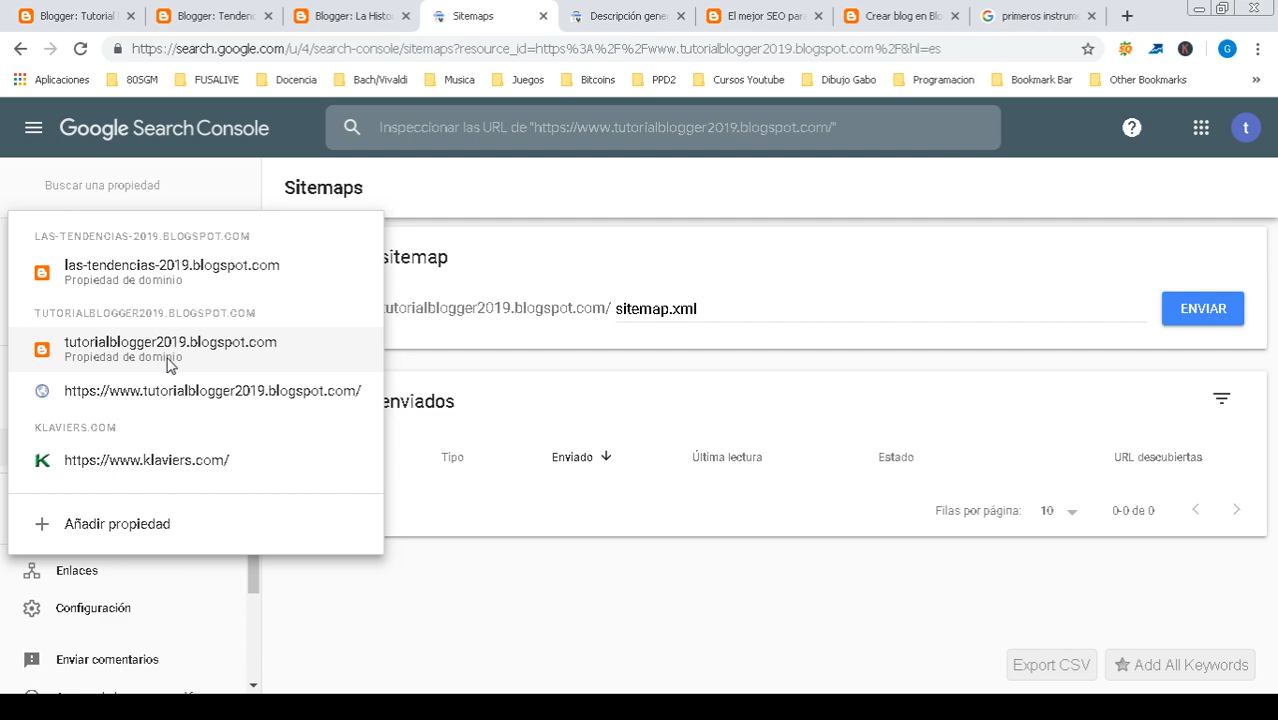 Blogger: Tutorial
Blogger: Tendenc
Blogger: La Histor
Sitemaps
Descripción gene
El mejor SEO para
Crear blog en Blo
primeros instrume
https://search.google.com/u/4/search-console/sitemaps?resource_id=https%3A%2F%2Fwww.tutorialblogger2019.blogspot.com%2F&hl=es
G
Aplicaciones
80SGM
FUSALIVE
Docencia
Bach/Vivaldi
Musica
Juegos
Bitcoins
PPD2
Cursos Youtube
Dibujo Gabo
Programacion
Bookmark Bar
Other Bookmarks
Google Search Console
Inspeccionar las URL de "https://www.tutorialblogger2019.blogspot.com/"
t
Buscar una propiedad
Sitemaps
LAS-TENDENCIAS-2019.BLOGSPOT.COM
las-tendencias-2019.blogspot.com
Propiedad de dominio
TUTORIALBLOGGER2019.BLOGSPOT.COM
tutorialblogger2019.blogspot.com
Propiedad de dominio
https://www.tutorialblogger2019.blogspot.com/
KLAVIERS.COM
K https://www.klaviers.com/
Añadir propiedad
sitemap
tutorialblogger2019.blogspot.com/ sitemap.xml
ENVIAR
enviados
Tipo
Enviado
Última lectura
Estado
URL descubiertas
Filas por página:
10
0-0 de 0
Enlaces
Configuración
Enviar comentarios
Export CSV
Add All Keywords